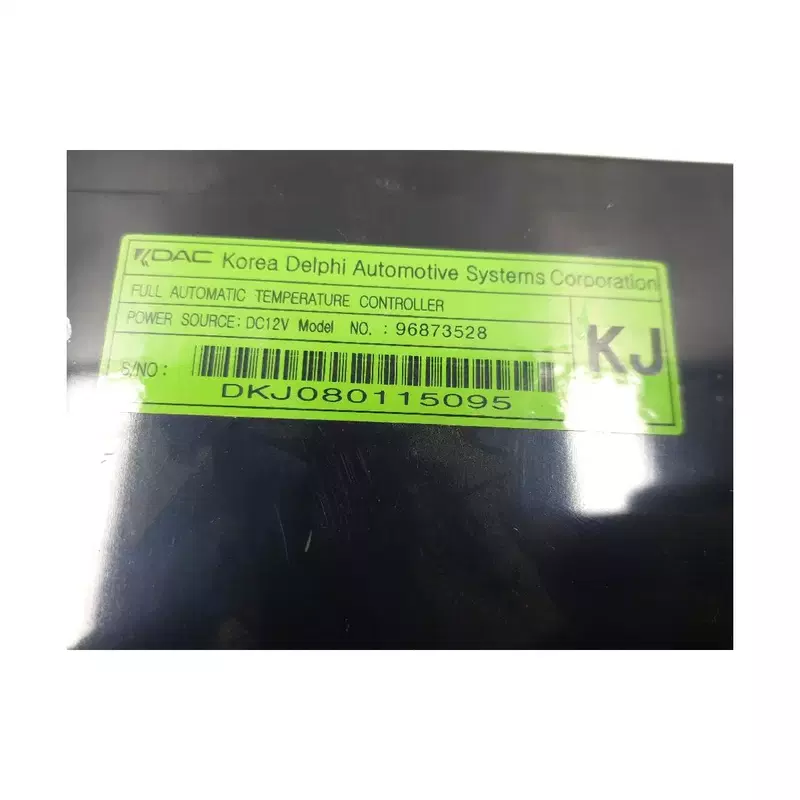 KDAC Korea Delphi Automotive Systems Corporation
FULL AUTOMATIC TEMPERATURE CONTROLLER
POWER SOURCE: DC12V Model NO. : 96873528
KJ
S/NO :
DKJ080115095